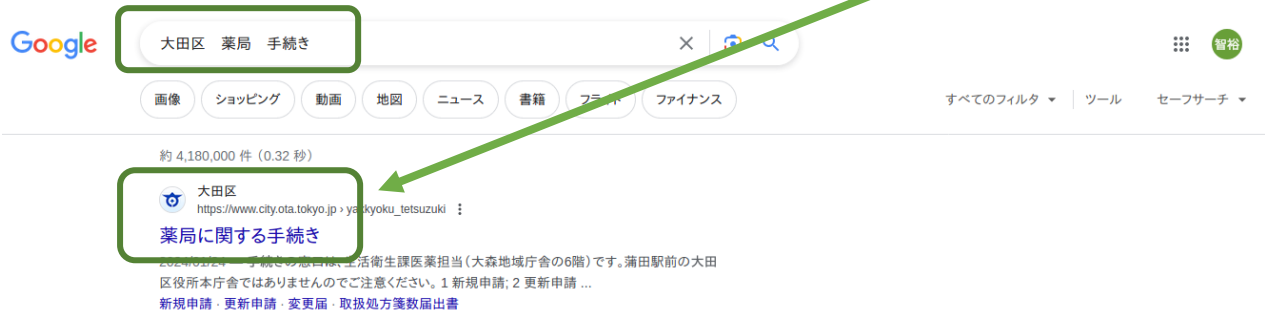 Google
大田区　薬局　手続き
智裕
画像 ショッピング 動画 地図 ニュース 書籍 ファイナンス
すべてのフィルタ ツール セーフサーチ
約 4,180,000 件 （0.32 秒）
大田区
https://www.city.ota.tokyo.jp › yakkyoku_tetsuzuki
薬局に関する手続き
2024/01/24 — 手続きの窓口は、生活衛生課医薬担当（大森地域庁舎の6階）です。蒲田駅前の大田
区役所本庁舎ではありませんのでご注意ください。 1 新規申請; 2 更新申請 ...
新規申請 · 更新申請 · 変更届 · 取扱処方箋数届出書